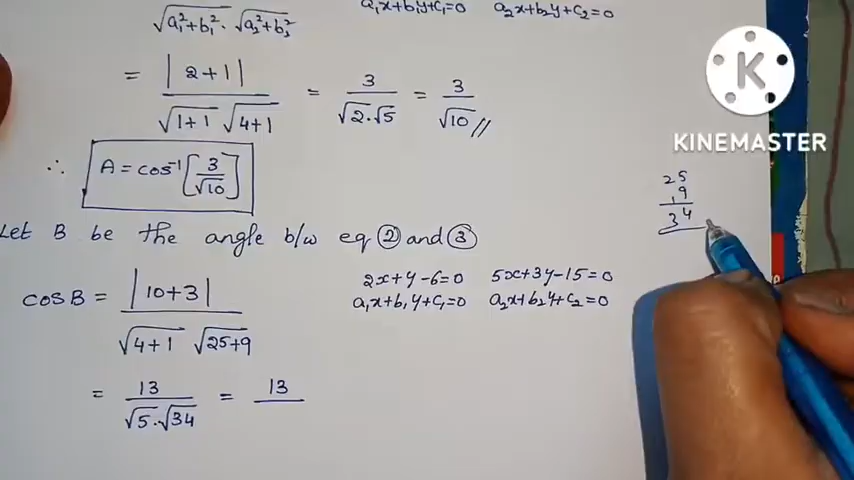 √a₁²+b₁² · √a₂²+b₂²
a₁x+b₁y+c₁=0 a₂x+b₂y+c₂=0
= |2+1| / √1+1 √4+1 = 3 / √2·√5 = 3 / √10 //
∴ A = cos⁻¹[3/√10]
Let B be the angle b/w eq ② and ③
2x+y-6=0 5x+3y-15=0
a₁x+b₁y+c₁=0 a₂x+b₂y+c₂=0
cosB = |10+3| / √4+1 √25+9
= 13 / √5·√34 = 13
25
9
1
34
KINEMASTER